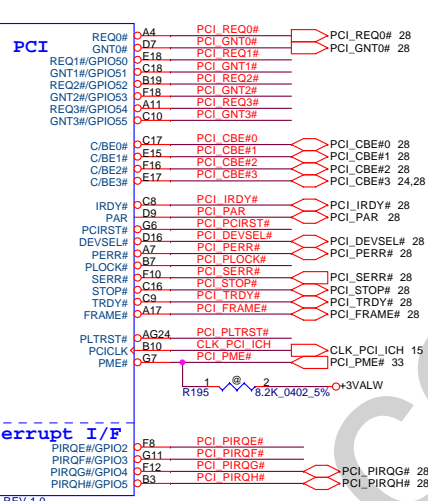 PCI
REQ0# A4 PCI_REQ0# PCI_REQ0# 28
GNT0# D7 PCI_GNT0# PCI_GNT0# 28
REQ1#/GPIO50 E18 PCI_REQ1#
GNT1#/GPIO51 C18 PCI_GNT1#
REQ2#/GPIO52 B19 PCI_REQ2#
GNT2#/GPIO53 F18 PCI_GNT2#
REQ3#/GPIO54 A11 PCI_REQ3#
GNT3#/GPIO55 C10 PCI_GNT3#
C/BE0# C17 PCI_CBE#0 PCI_CBE#0 28
C/BE1# E15 PCI_CBE#1 PCI_CBE#1 28
C/BE2# F16 PCI_CBE#2 PCI_CBE#2 28
C/BE3# E17 PCI_CBE#3 PCI_CBE#3 24,28
IRDY# C8 PCI_IRDY# PCI_IRDY# 28
PAR D9 PCI_PAR PCI_PAR 28
PCIRST# G6 PCI_PCIRST#
DEVSEL# D16 PCI_DEVSEL# PCI_DEVSEL# 28
PERR# A7 PCI_PERR# PCI_PERR# 28
PLOCK# B7 PCI_PLOCK#
SERR# F10 PCI_SERR# PCI_SERR# 28
STOP# C16 PCI_STOP# PCI_STOP# 28
TRDY# C9 PCI_TRDY# PCI_TRDY# 28
FRAME# A17 PCI_FRAME# PCI_FRAME# 28
PLTRST# AG24 PCI_PLTRST#
PCICLK B10 CLK_PCI_ICH CLK_PCI_ICH 15
PME# G7 PCI_PME# PCI_PME# 33
1 @ 2 +3VALW
R195 8.2K_0402_5%
errupt I/F
PIRQE#/GPIO2 F8 PCI_PIRQE#
PIRQF#/GPIO3 G11 PCI_PIRQF#
PIRQG#/GPIO4 F12 PCI_PIRQG# PCI_PIRQG# 28
PIRQH#/GPIO5 B3 PCI_PIRQH# PCI_PIRQH# 28
REV 1.0